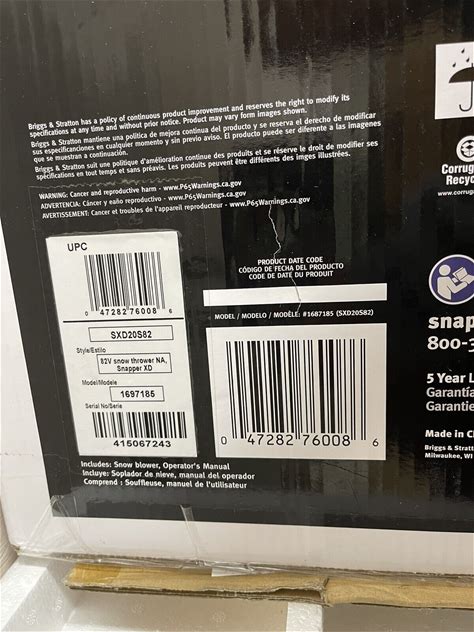 Briggs & Stratton has a policy of continuous product improvement and reserves the right to modify its
specifications at any time and without prior notice. Product may vary form images shown.
Briggs & Stratton mantiene una política de mejora continua del producto y se reserva el derecho de modificar
sus especificaciones en cualquier momento y sin previo aviso. El producto puede ser diferente a las imagenes
que se muestran a continuación.
Briggs & Stratton suit une politique d'amélioration continue des produits et se réserve le droit de modifier ses
spécifications en tout temps et sans préavis. Les produits peuvent être différents des inges illustrées.
WARNING: Cancer and reproductive harm - www.P65Warnings.ca.gov
ADVERTENCIA: Cáncer y eaño reproductivo - www.P65Warnings.ca.gov
AVERTISSEMENT: Cancer et troubles de l'appareil reproducteur - www.P65Warnings.ca.gov
Corrug
Recyc
www.corrug
UPC
0 47282 76008 6
SXD20S82
Style/Estilo
82V snow thrower NA,
Snapper XD
Model/Modele
1697185
Serial No/Serie
415067243
PRODUCT DATE CODE
CÓDIGO DE FECHA DEL PRODUCTO
CODE DE DATE DU PRODUIT
MODEL / MODELO / MODÈLE: #1687185 (SXD20S82)
0 47282 76008 6
snap
800-3
5 Year L
Garantía
Garantie
Made in C
Briggs & Stratt
Milwaukee, WI
Includes: Snow blower, Operator's Manual
Incluye: Soplador de nieve, manual del operador
Comprend : Souffleuse, manuel de l'utilisateur